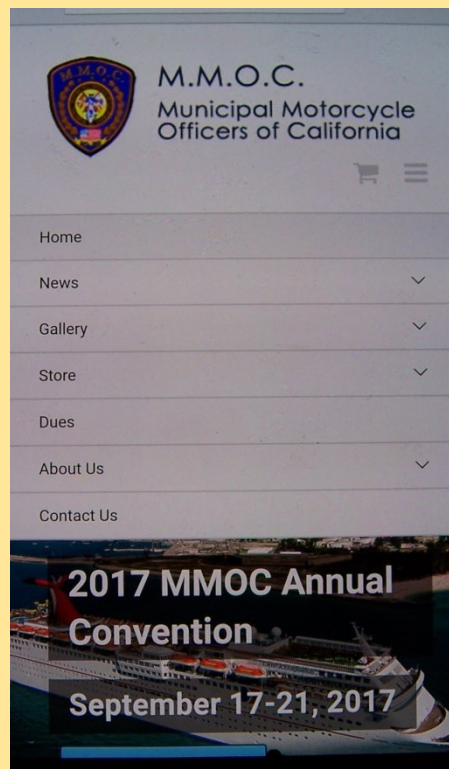 M.M.O.C.
M.M.O.C.
Municipal Motorcycle
Officers of California
Home
News
Gallery
Store
Dues
About Us
Contact Us
2017 MMOC Annual
Convention
September 17-21, 2017